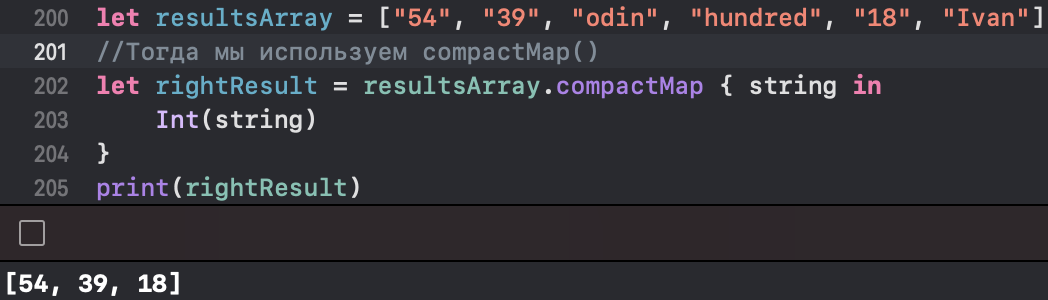 200 let resultsArray = ["54", "39", "odin", "hundred", "18", "Ivan"]
201 //Тогда мы используем compactMap()
202 let rightResult = resultsArray.compactMap { string in
203     Int(string)
204 }
205 print(rightResult)
[54, 39, 18]